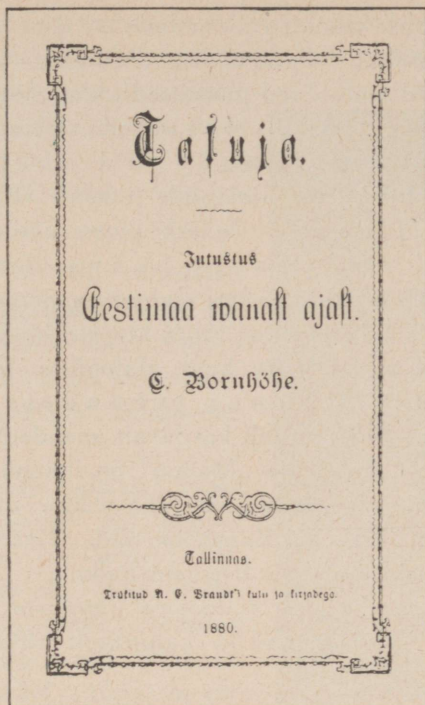 Tasuja.
Jutustus
Eestimaa wanast ajast.
E. Bornhöhe.
Tallinnas.
Trükitud A. E. Brandt'i kulu ja kirjadega.
1880.